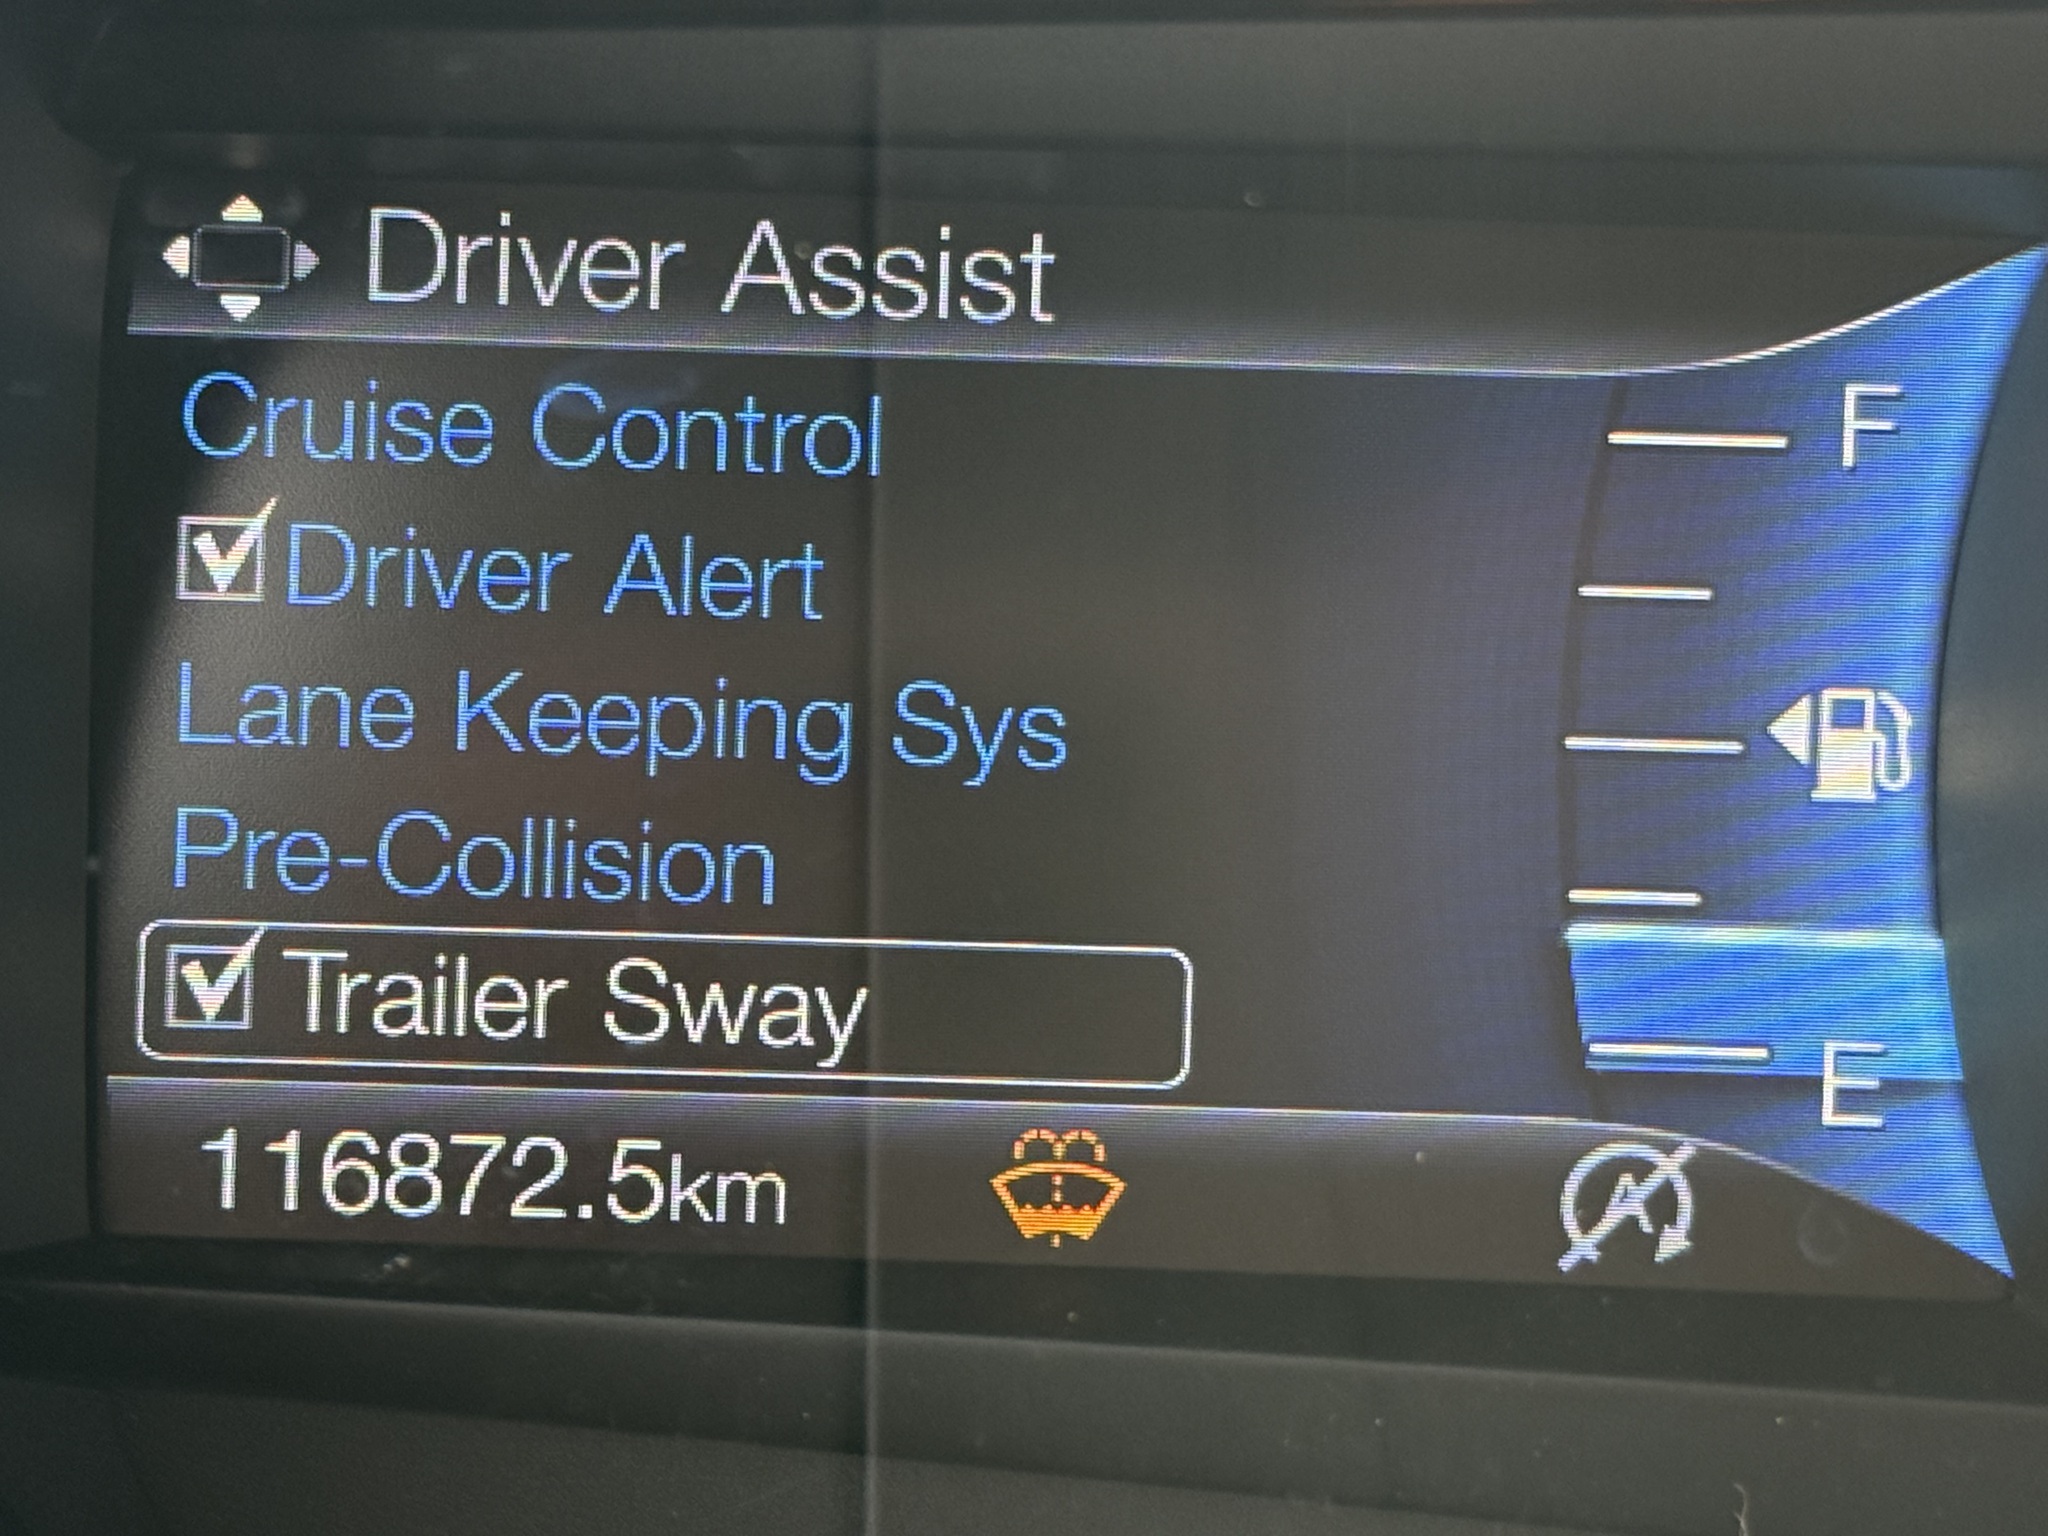 Driver Assist
Cruise Control
F
Driver Alert
Lane Keeping Sys
Pre-Collision
Trailer Sway
E
116872.5km
A